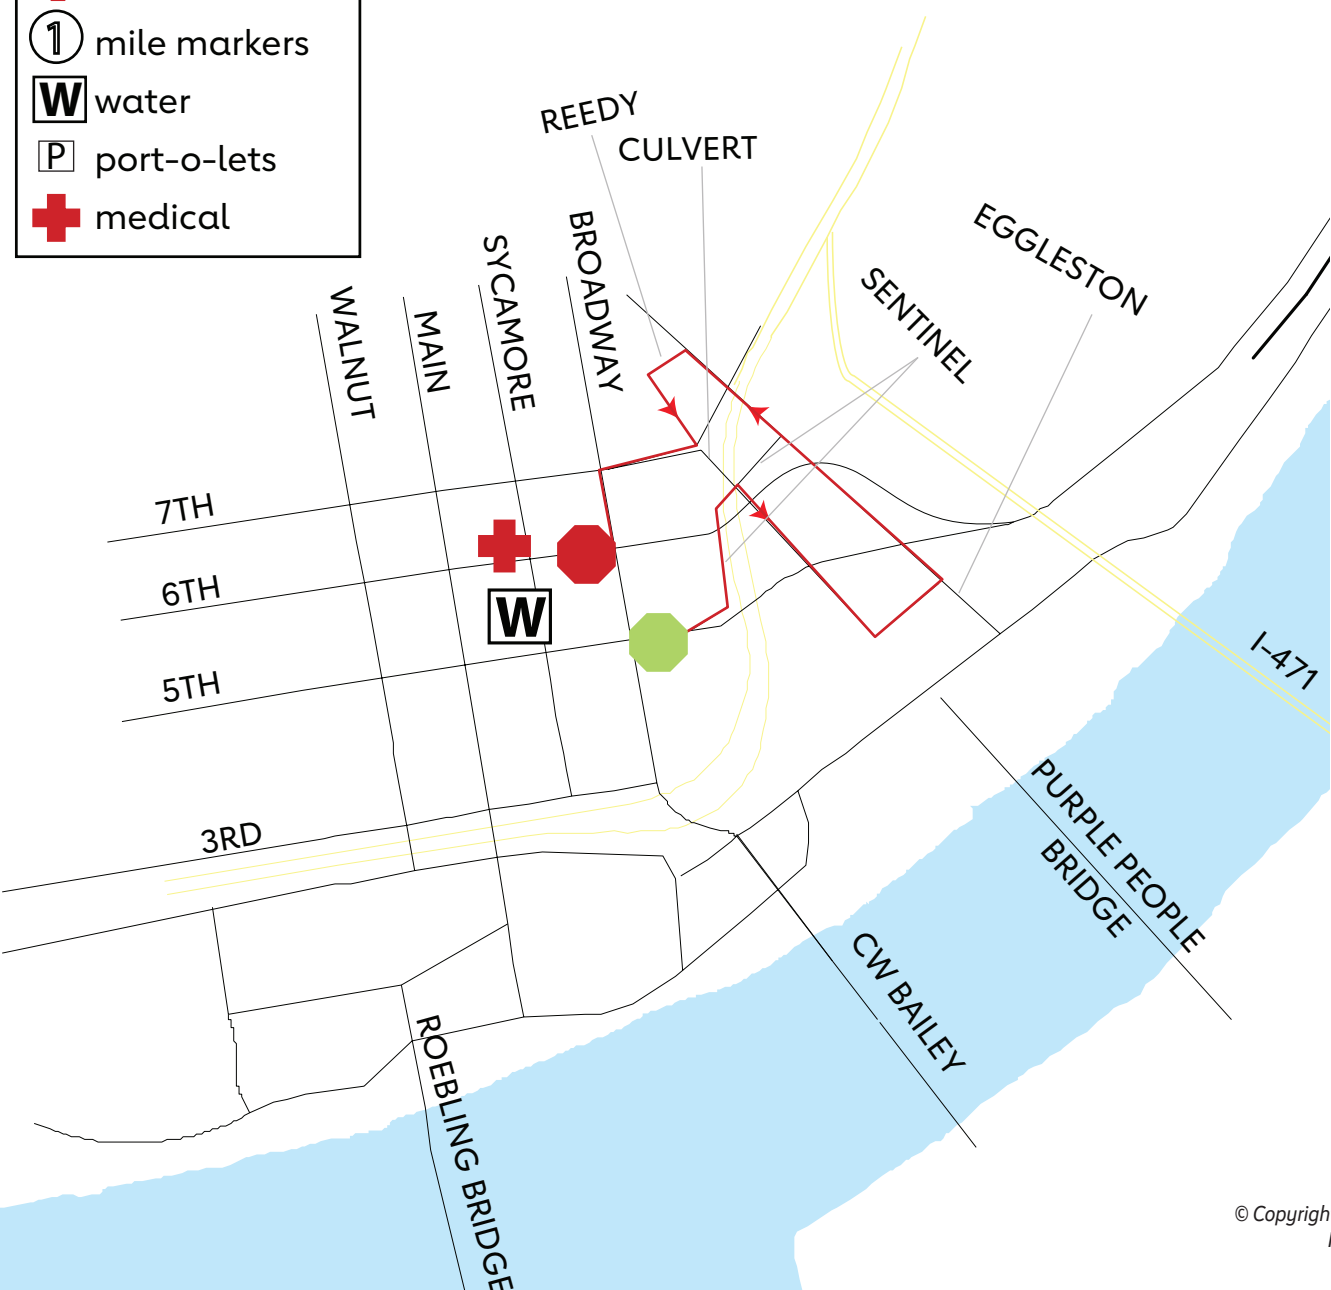 1 mile markers
W water
P port-o-lets
medical
REEDY
CULVERT
EGGLESTON
SENTINEL
BROADWAY
SYCAMORE
MAIN
WALNUT
7TH
6TH
W
5TH
I-471
3RD
PURPLE PEOPLE
BRIDGE
CW BAILEY
ROEBLING BRIDGE
©